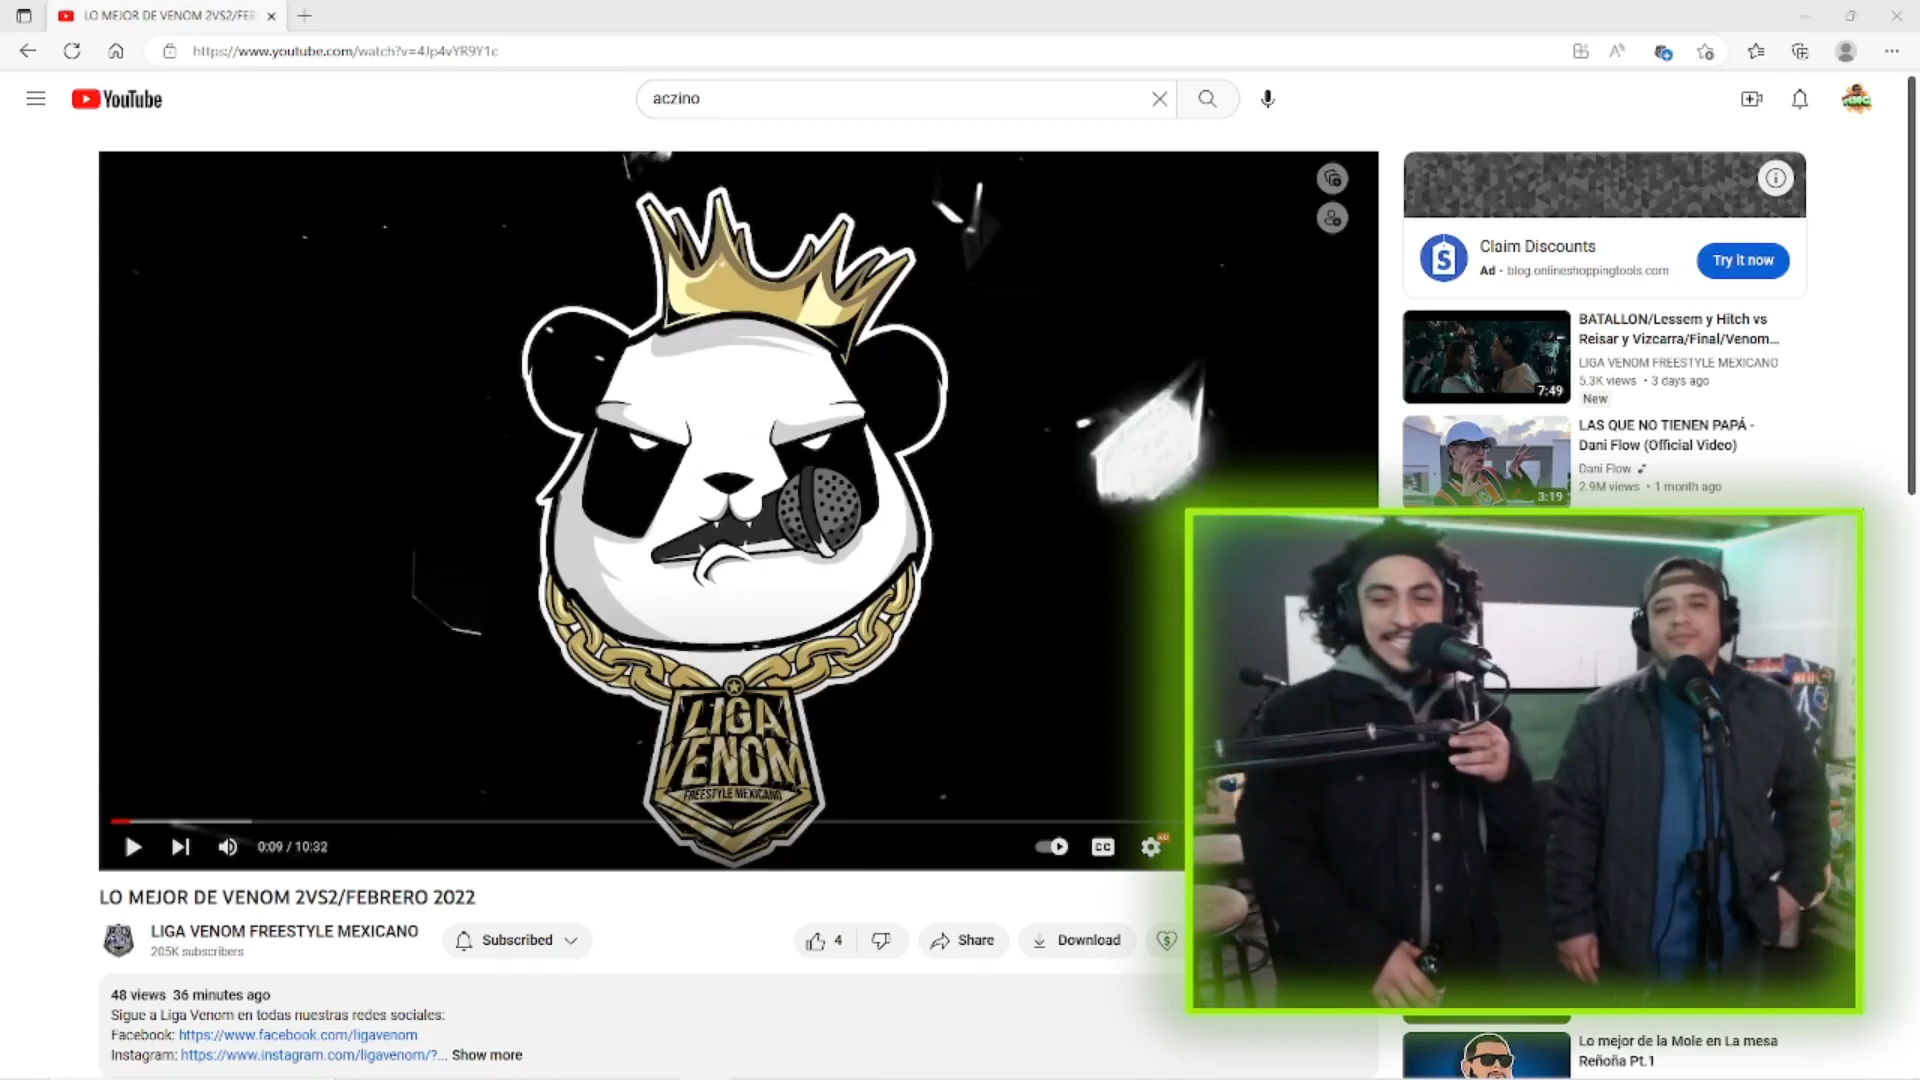 LO MEJOR DE VENOM 2VS2/FEB
https://www.youtube.com/watch?v=4Jp4vYR9Y1c
YouTube
aczino
LIGA
VENOM
FREESTYLE MEXICANO
0:09 / 10:32
CC
HD
LO MEJOR DE VENOM 2VS2/FEBRERO 2022
LIGA VENOM FREESTYLE MEXICANO
205K subscribers
Subscribed
4
Share
Download
48 views 36 minutes ago
Sigue a Liga Venom en todas nuestras redes sociales:
Facebook: https://www.facebook.com/ligavenom
Instagram: https://www.instagram.com/ligavenom/?... Show more
Claim Discounts
Ad · blog.onlineshoppingtools.com
Try it now
BATALLON/Lessem y Hitch vs
Reisar y Vizcarra/Final/Venom...
LIGA VENOM FREESTYLE MEXICANO
5.3K views • 3 days ago
New
7:49
LAS QUE NO TIENEN PAPÁ -
Dani Flow (Official Video)
Dani Flow
2.9M views • 1 month ago
3:19
Lo mejor de la Mole en La mesa
Reñoña Pt.1